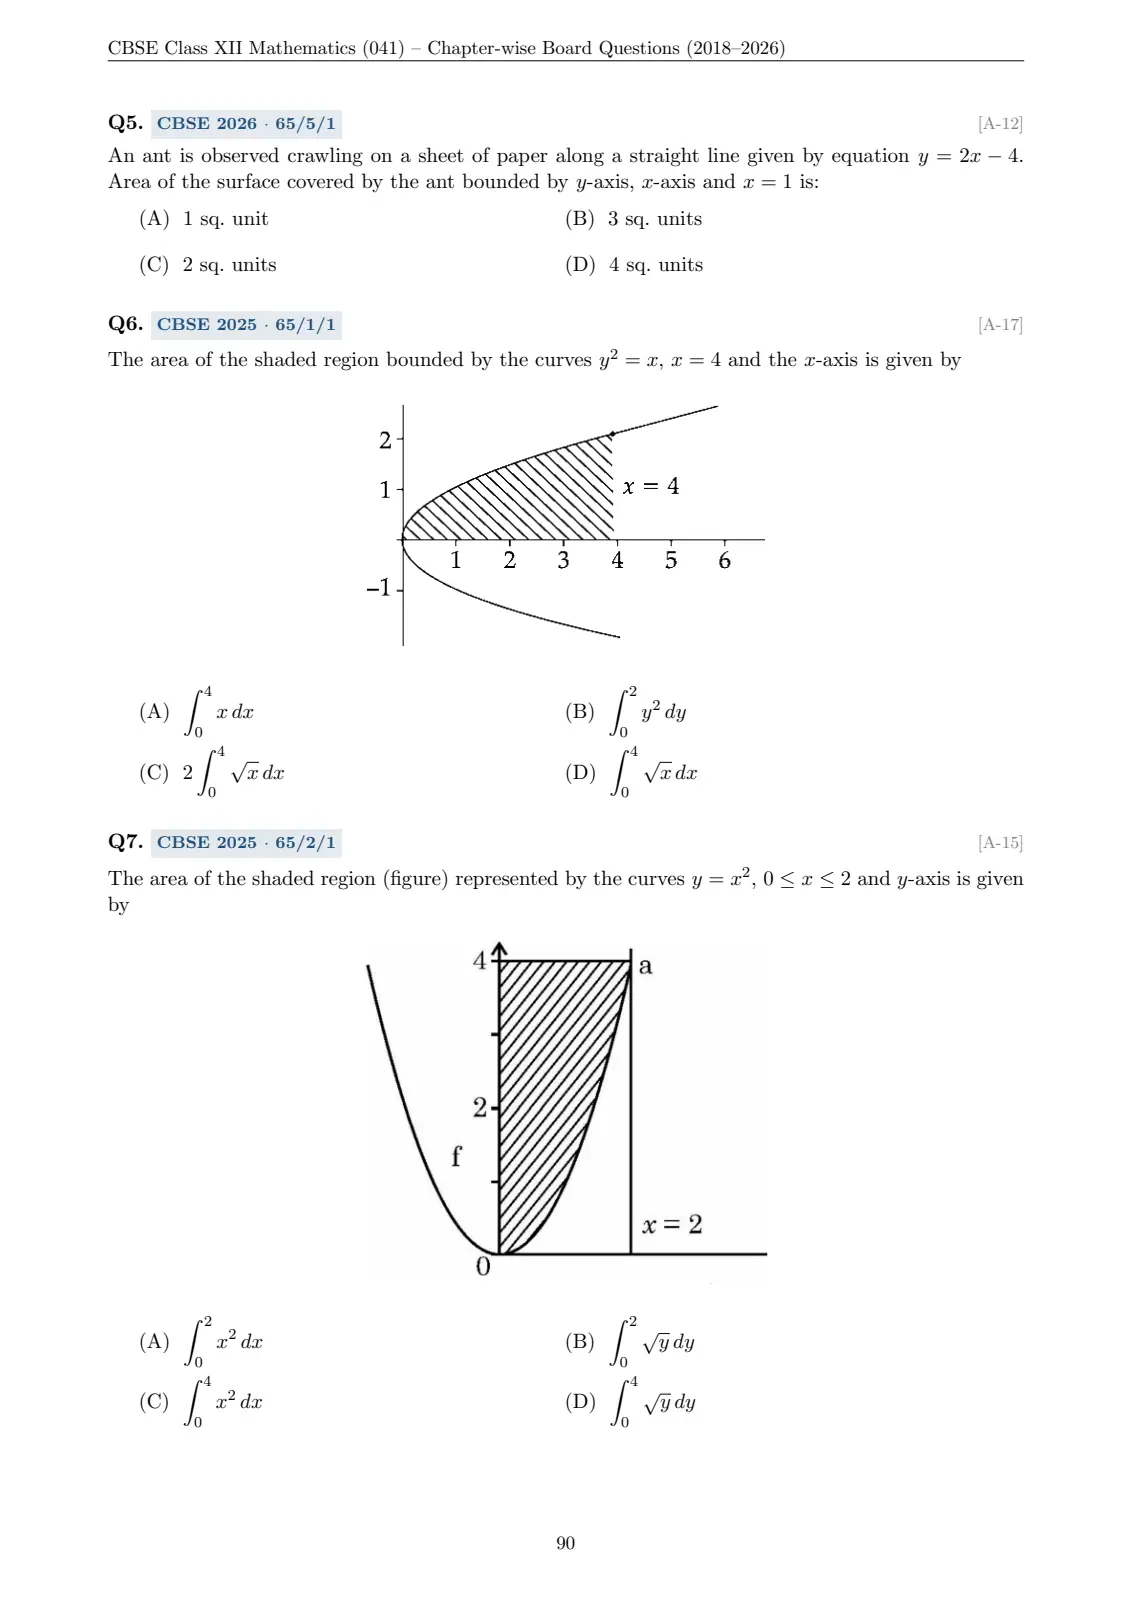 CBSE Class XII Mathematics (041) – Chapter-wise Board Questions (2018–2026)
Q5. CBSE 2026 · 65/5/1 [A-12]
An ant is observed crawling on a sheet of paper along a straight line given by equation y = 2x − 4.
Area of the surface covered by the ant bounded by y-axis, x-axis and x = 1 is:
(A) 1 sq. unit (B) 3 sq. units
(C) 2 sq. units (D) 4 sq. units
Q6. CBSE 2025 · 65/1/1 [A-17]
The area of the shaded region bounded by the curves y² = x, x = 4 and the x-axis is given by
2
1
x = 4
1 2 3 4 5 6
−1
(A) ∫₀⁴ x dx (B) ∫₀² y² dy
(C) 2 ∫₀⁴ √x dx (D) ∫₀⁴ √x dx
Q7. CBSE 2025 · 65/2/1 [A-15]
The area of the shaded region (figure) represented by the curves y = x², 0 ≤ x ≤ 2 and y-axis is given
by
4 a
2
f
x = 2
0
(A) ∫₀² x² dx (B) ∫₀² √y dy
(C) ∫₀⁴ x² dx (D) ∫₀⁴ √y dy
90